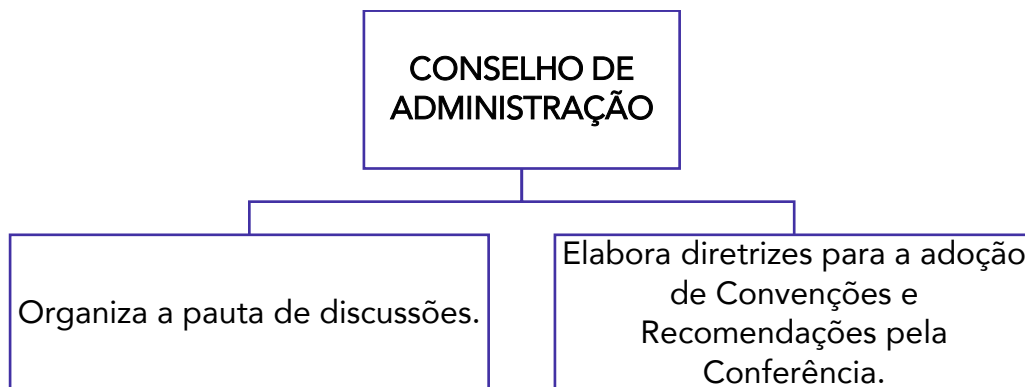 CONSELHO DE
ADMINISTRAÇÃO
Organiza a pauta de discussões.
Elabora diretrizes para a adoção
de Convenções e
Recomendações pela
Conferência.